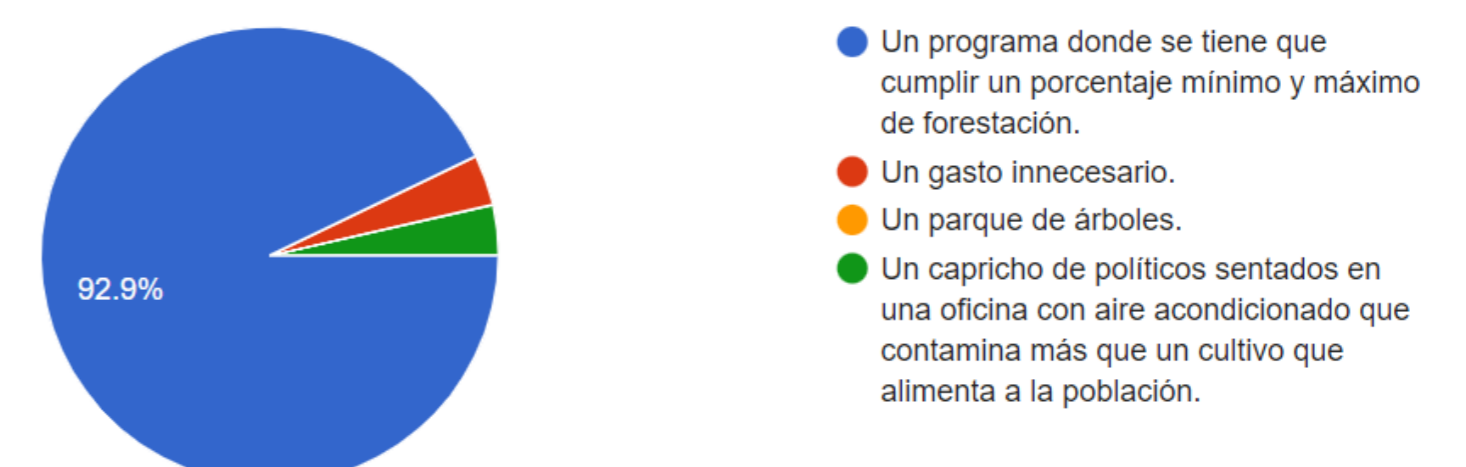 92.9%
Un programa donde se tiene que
cumplir un porcentaje mínimo y máximo
de forestación.
Un gasto innecesario.
Un parque de árboles.
Un capricho de políticos sentados en
una oficina con aire acondicionado que
contamina más que un cultivo que
alimenta a la población.